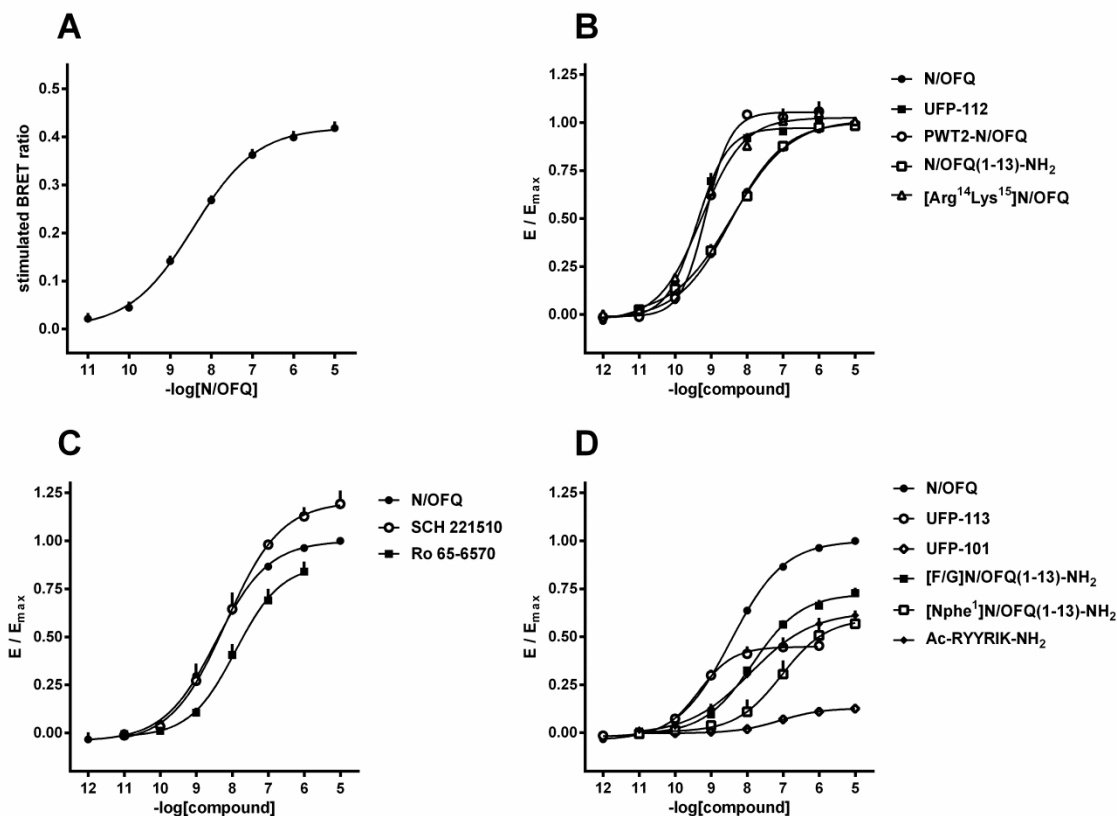 A
0.5
0.4
0.3
0.2
0.1
0.0
stimulated BRET ratio
11 10 9 8 7 6 5
-log[N/OFQ]
B
1.25
1.00
0.75
0.50
0.25
0.00
E / Emax
12 11 10 9 8 7 6 5
-log[compound]
N/OFQ
UFP-112
PWT2-N/OFQ
N/OFQ(1-13)-NH2
[Arg14Lys15]N/OFQ
C
1.25
1.00
0.75
0.50
0.25
0.00
E / Emax
12 11 10 9 8 7 6 5
-log[compound]
N/OFQ
SCH 221510
Ro 65-6570
D
1.25
1.00
0.75
0.50
0.25
0.00
E / Emax
12 11 10 9 8 7 6 5
-log[compound]
N/OFQ
UFP-113
UFP-101
[F/G]N/OFQ(1-13)-NH2
[Nphe1]N/OFQ(1-13)-NH2
Ac-RYYRIK-NH2